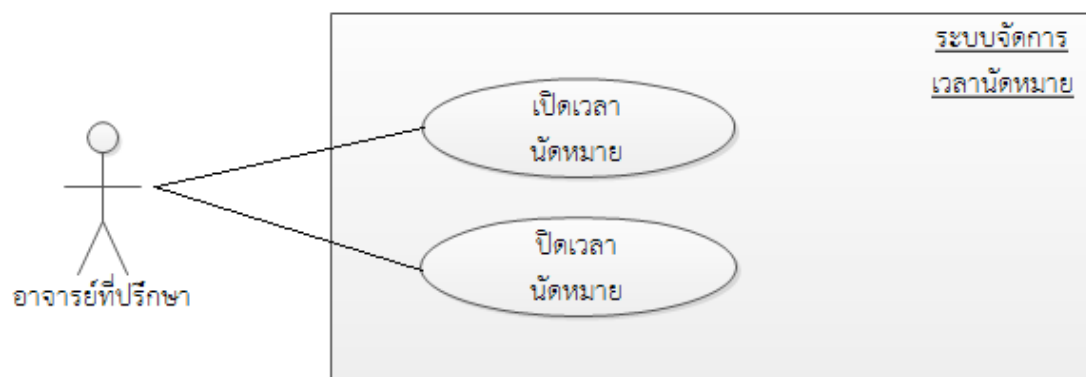 ระบบจัดการ
เวลานัดหมาย
เปิดเวลา
นัดหมาย
ปิดเวลา
นัดหมาย
อาจารย์ที่ปรึกษา